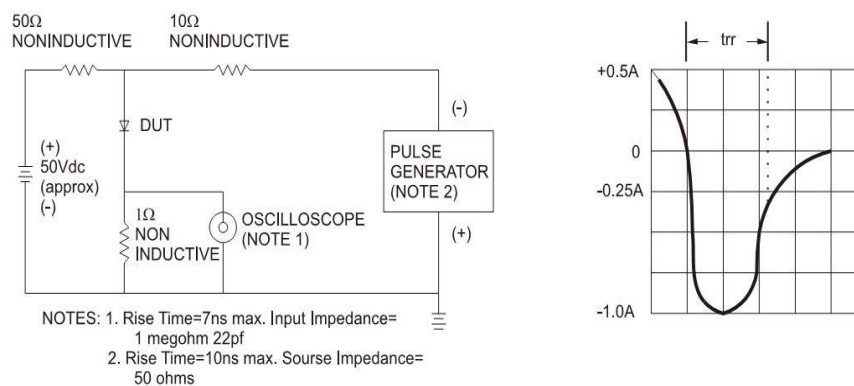 50Ω
NONINDUCTIVE
10Ω
NONINDUCTIVE
DUT
(+)
50Vdc
(approx)
(-)
1Ω
NON
INDUCTIVE
OSCILLOSCOPE
(NOTE 1)
(-)
PULSE
GENERATOR
(NOTE 2)
(+)
NOTES: 1. Rise Time=7ns max. Input Impedance=
1 megohm 22pf
2. Rise Time=10ns max. Sourse Impedance=
50 ohms
trr
+0.5A
0
-0.25A
-1.0A